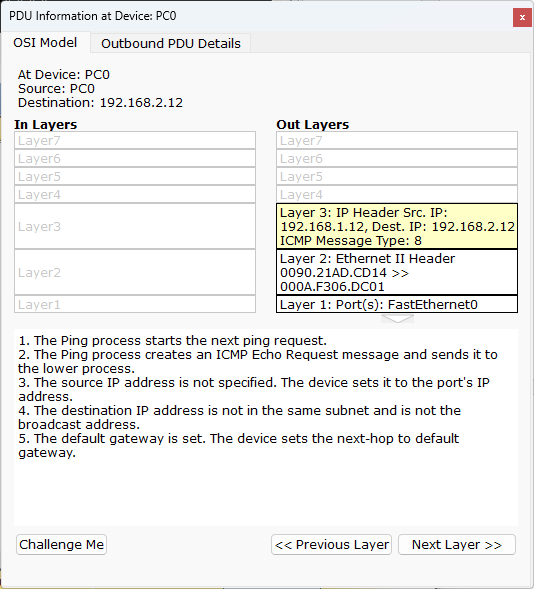 PDU Information at Device: PC0
x
OSI Model
Outbound PDU Details
At Device: PC0
Source: PC0
Destination: 192.168.2.12
In Layers
Layer7
Layer6
Layer5
Layer4
Layer3
Layer2
Layer1
Out Layers
Layer7
Layer6
Layer5
Layer4
Layer 3: IP Header Src. IP:
192.168.1.12, Dest. IP: 192.168.2.12
ICMP Message Type: 8
Layer 2: Ethernet II Header
0090.21AD.CD14 >>
000A.F306.DC01
Layer 1: Port(s): FastEthernet0
1. The Ping process starts the next ping request.
2. The Ping process creates an ICMP Echo Request message and sends it to
the lower process.
3. The source IP address is not specified. The device sets it to the port's IP
address.
4. The destination IP address is not in the same subnet and is not the
broadcast address.
5. The default gateway is set. The device sets the next-hop to default
gateway.
Challenge Me
<< Previous Layer
Next Layer >>